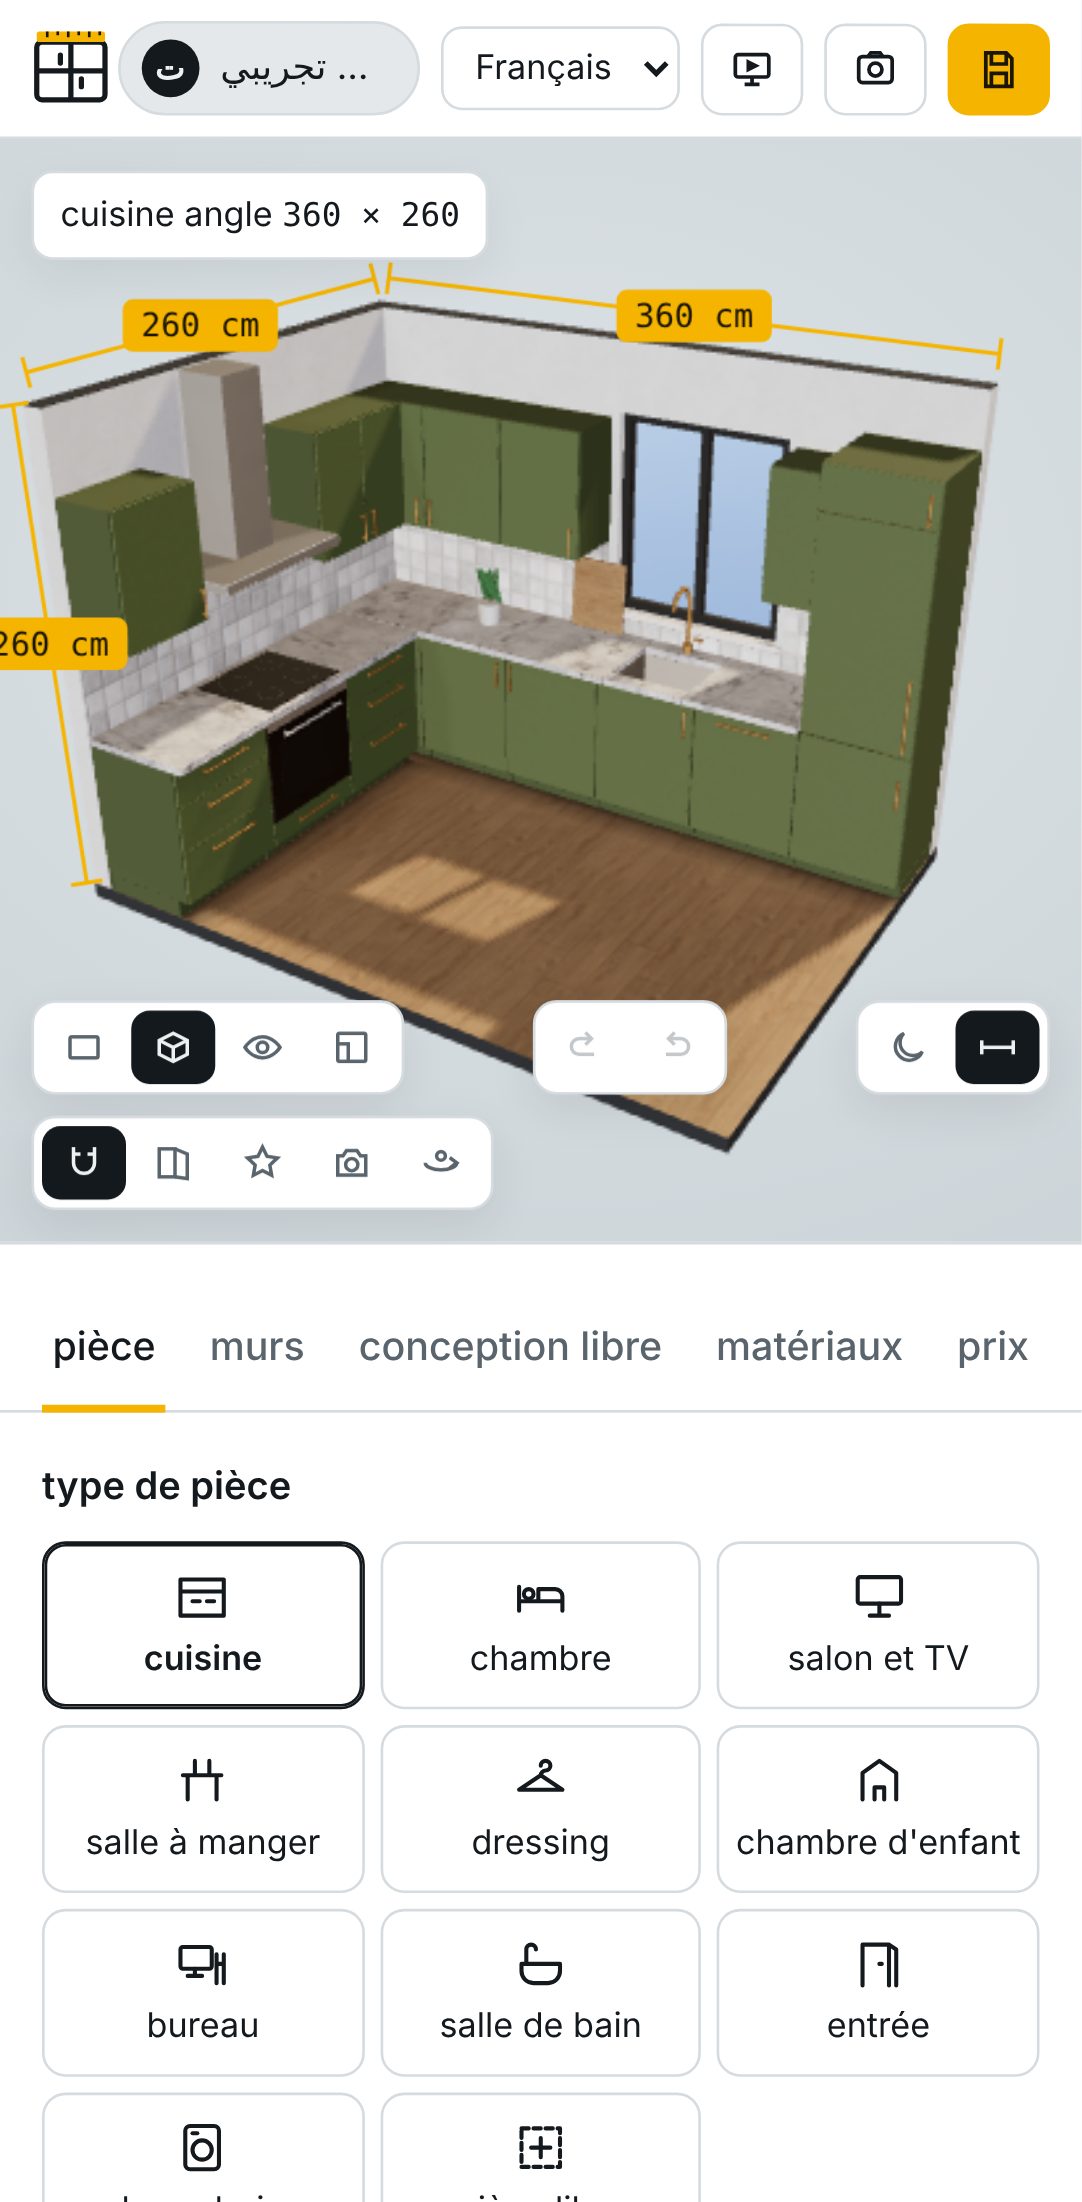 ت
تجريبي ...
Français
cuisine angle 360 × 260
260 cm
360 cm
260 cm
pièce
murs
conception libre
matériaux
prix
type de pièce
cuisine
chambre
salon et TV
salle à manger
dressing
chambre d'enfant
bureau
salle de bain
entrée